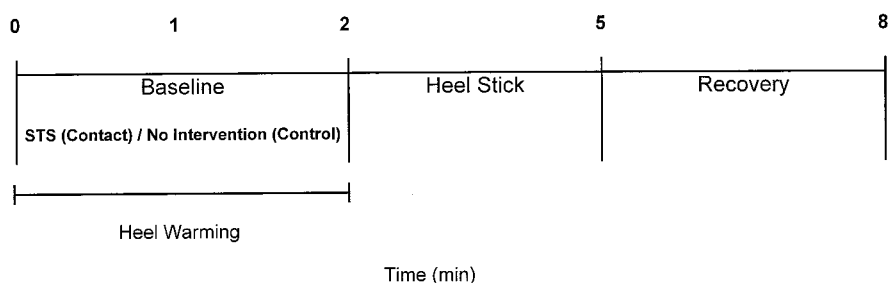 0 1 2 5 8
Baseline Heel Stick Recovery
STS (Contact) / No Intervention (Control)
Heel Warming
Time (min)